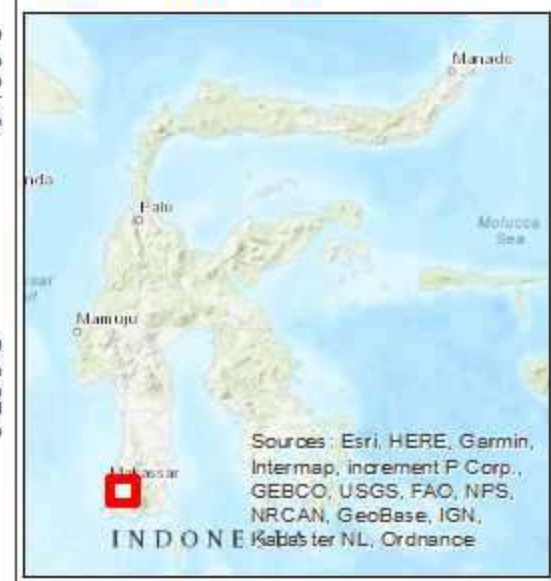 Manado
Palu
Molucca
Sea
Mamuju
Sources: Esri, HERE, Garmin,
Intermap, increment P Corp.,
Makassar
GEBCO, USGS, FAO, NPS,
NRCAN, GeoBase, IGN,
Kadaster NL, Ordnance